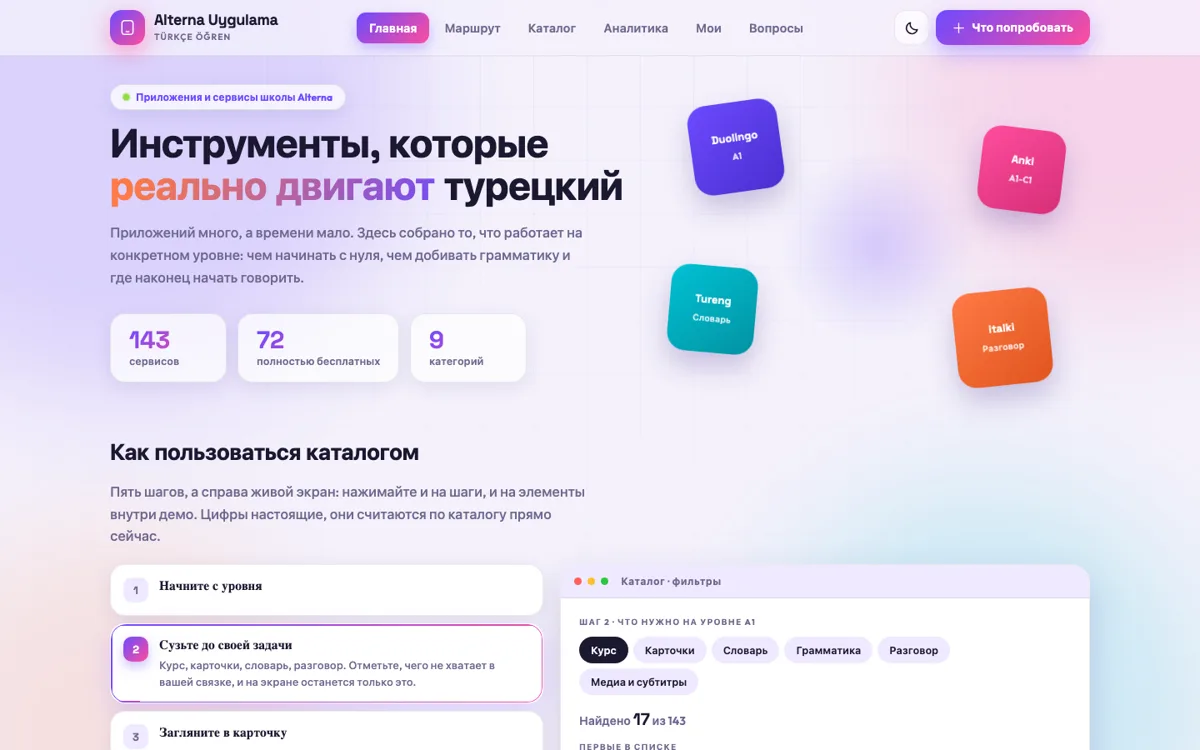 Alterna Uygulama
TÜRKÇE ÖĞREN
Главная
Маршрут
Каталог
Аналитика
Мои
Вопросы
Что попробовать
Приложения и сервисы школы Alterna
Инструменты, которые
реально двигают турецкий
Приложений много, а времени мало. Здесь собрано то, что работает на
конкретном уровне: чем начинать с нуля, чем добивать грамматику и
где наконец начать говорить.
143
сервисов
72
полностью бесплатных
9
категорий
Duolingo
A1
Anki
A1–C1
Tureng
Словарь
italki
Разговор
Как пользоваться каталогом
Пять шагов, а справа живой экран: нажимайте и на шаги, и на элементы
внутри демо. Цифры настоящие, они считаются по каталогу прямо
сейчас.
1
Начните с уровня
2
Сузьте до своей задачи
Курс, карточки, словарь, разговор. Отметьте, чего не хватает в
вашей связке, и на экране останется только это.
3
Загляните в карточку
Каталог · фильтры
ШАГ 2 · ЧТО НУЖНО НА УРОВНЕ A1
Курс
Карточки
Словарь
Грамматика
Разговор
Медиа и субтитры
Найдено 17 из 143
ПЕРВЫЕ В СПИСКЕ